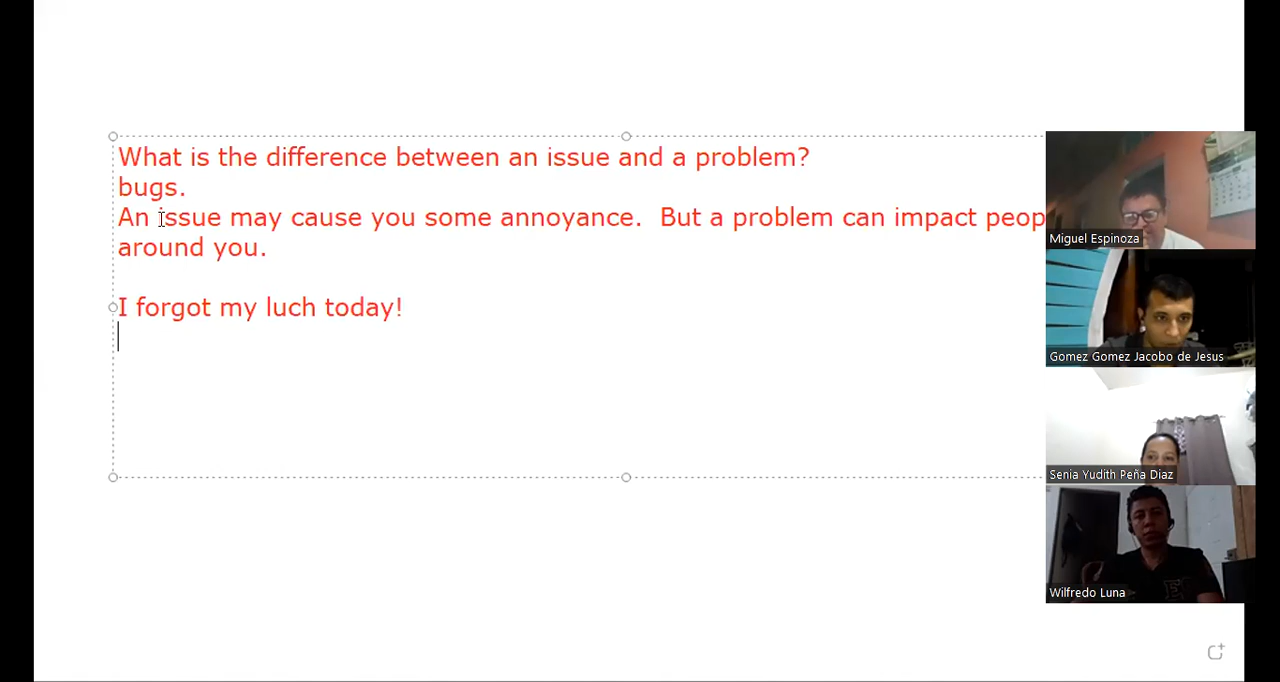 What is the difference between an issue and a problem?
bugs.
An issue may cause you some annoyance.  But a problem can impact
around you.
I forgot my luch today!
Miguel Espinoza
Gomez Gomez Jacobo de Jesus
Senia Yudith Peña Diaz
Wilfredo Luna